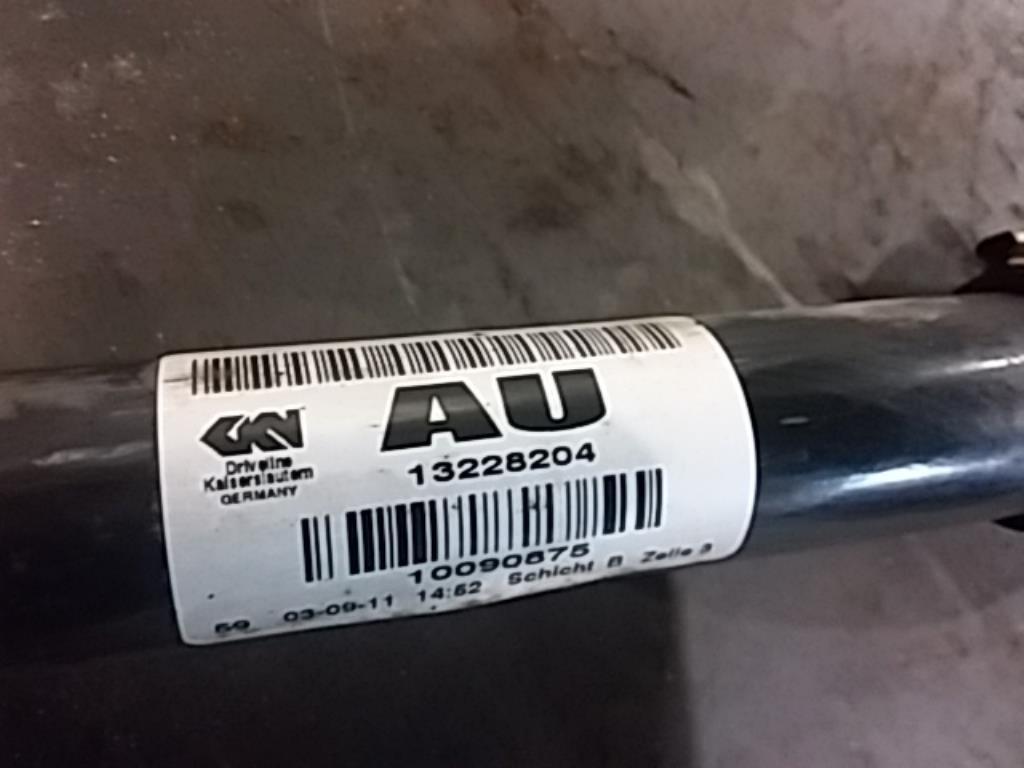 AU
GKN
Driveline
Kaiserslautern
GERMANY
13228204
10090875
59 03-09-11 14:52 Schicht B Zelle 3